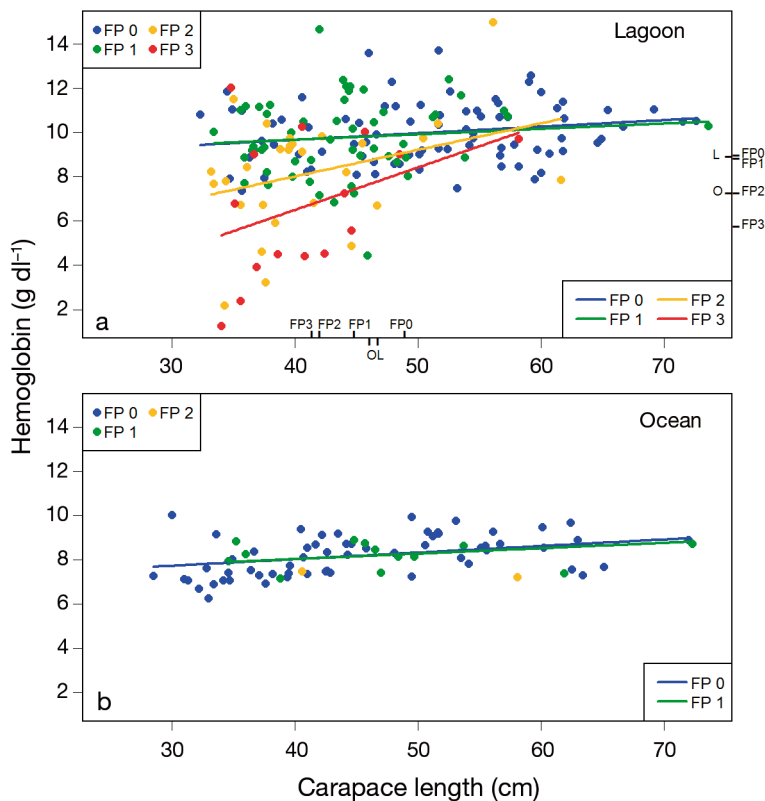 FP 0 FP 2
FP 1 FP 3
Lagoon
14
12
10
8
6
4
2
L FP0
FP1
O FP2
FP3
FP 0 FP 2
FP 1 FP 3
a
FP3 FP2 FP1 FP0
30 40 50 60 70
O L
Hemoglobin (g dl⁻¹)
FP 0 FP 2
FP 1
Ocean
14
12
10
8
6
4
2
FP 0
FP 1
b
30 40 50 60 70
Carapace length (cm)